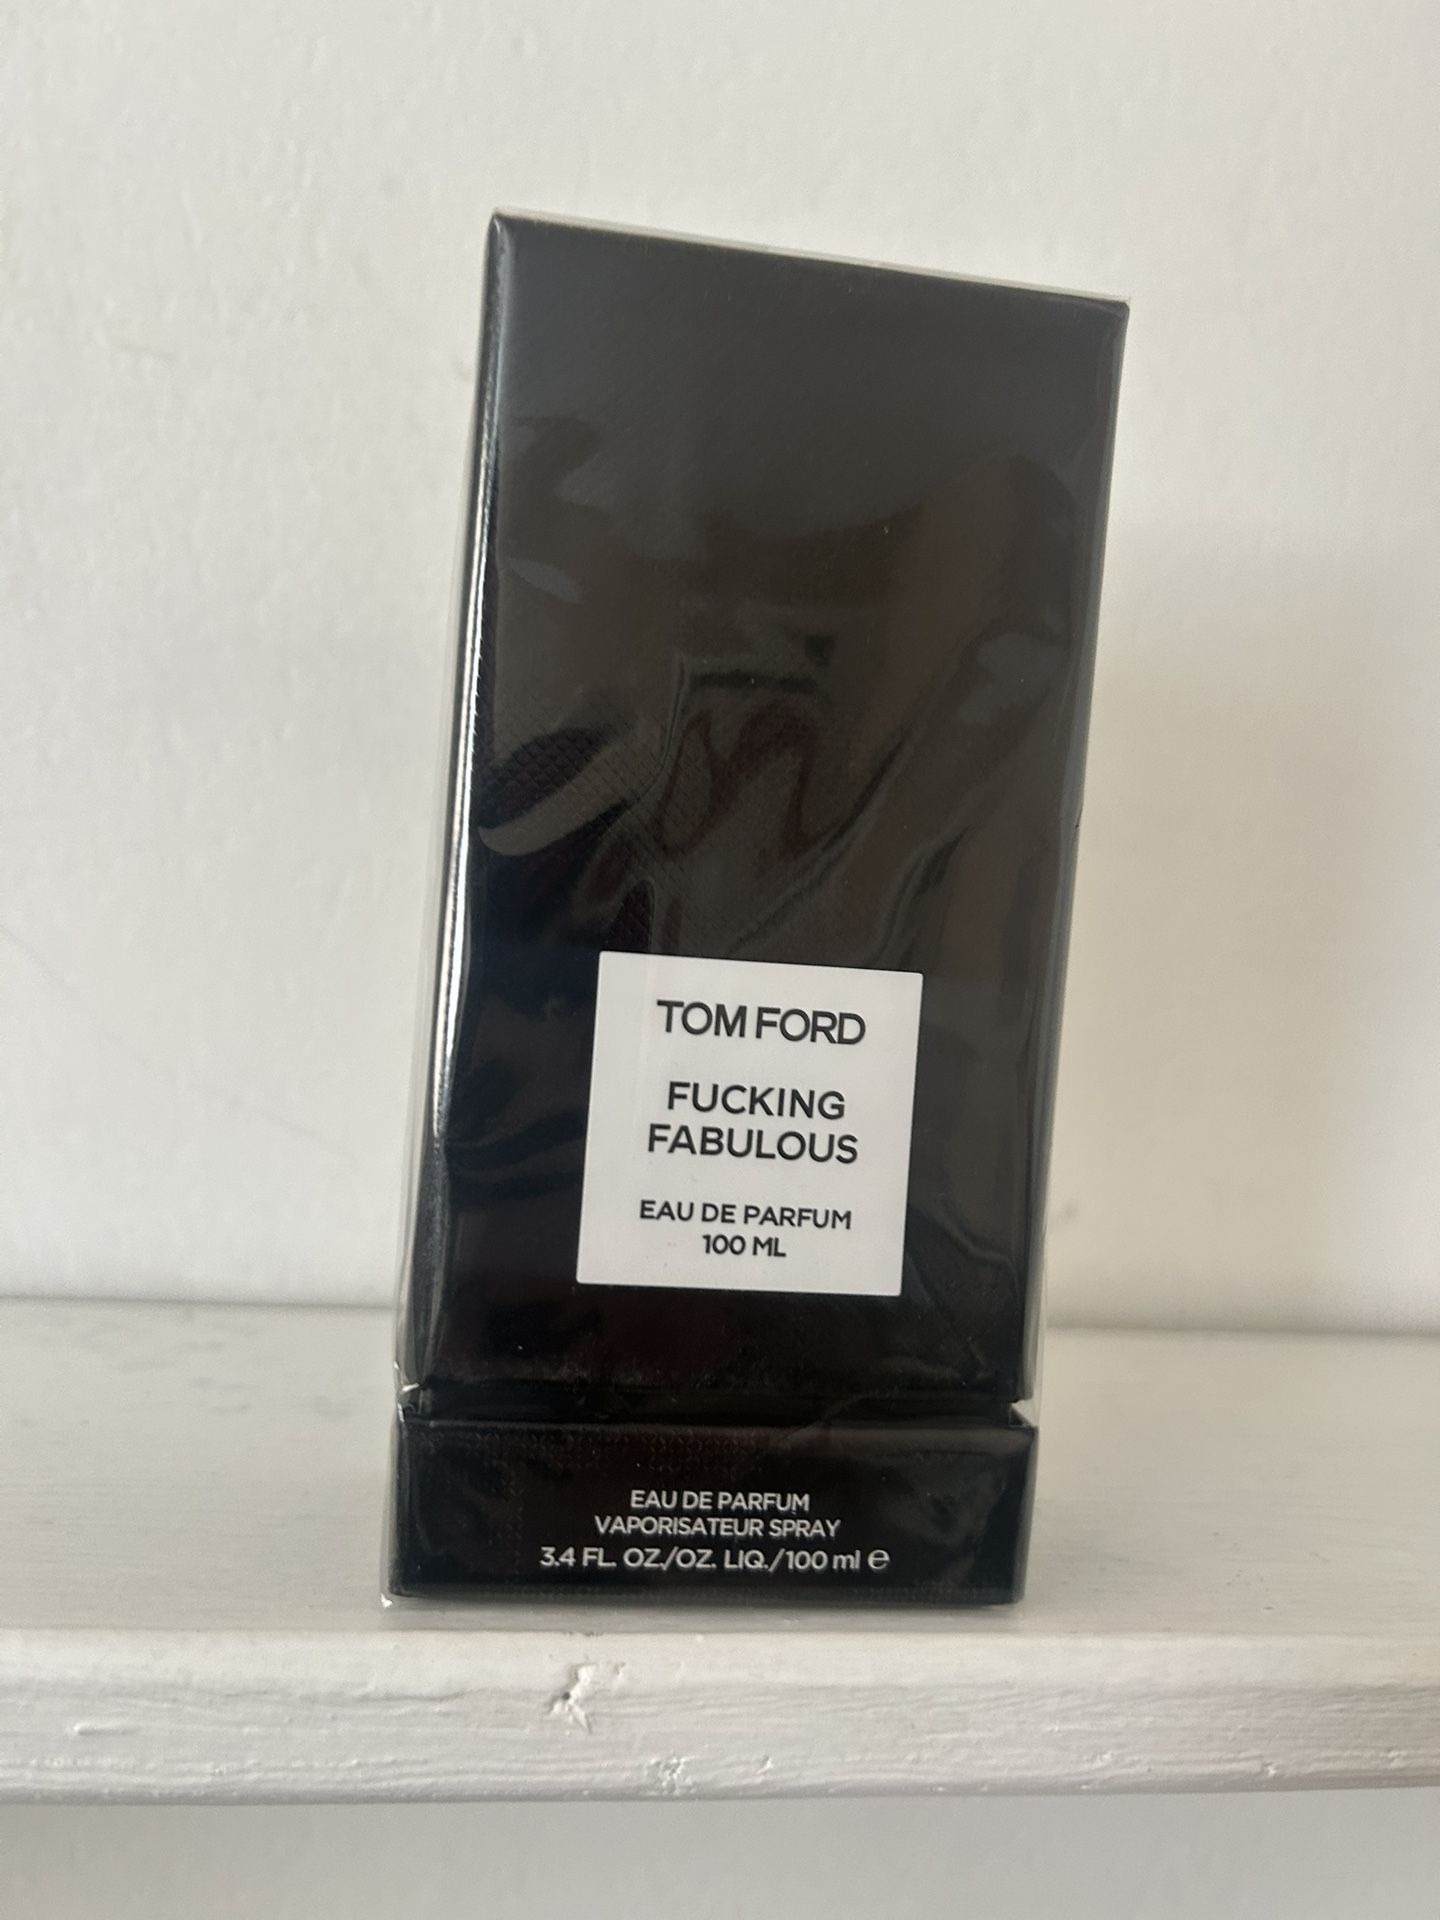 TOM FORD
FUCKING
FABULOUS
EAU DE PARFUM
100 ML
EAU DE PARFUM
VAPORISATEUR SPRAY
3.4 FL. OZ./OZ. LIQ./100 ml ℮